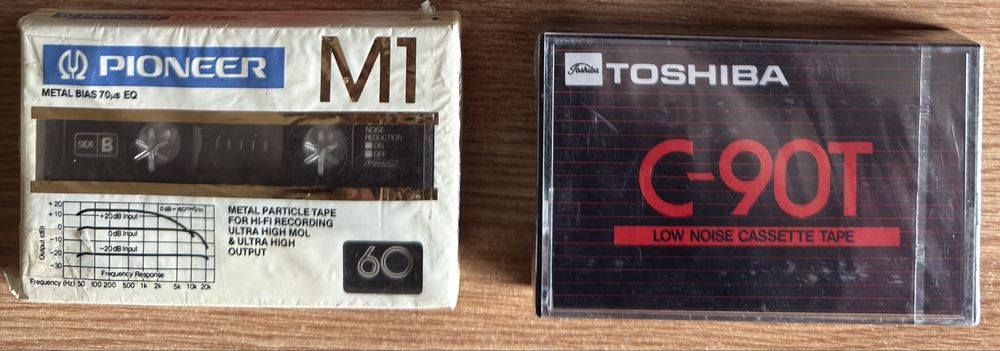 PIONEER
METAL BIAS 70µs EQ
M1
SIDE B
NOISE
REDUCTION
ON
OFF
METAL PARTICLE TAPE
FOR HI-FI RECORDING
ULTRA HIGH MOL
& ULTRA HIGH
OUTPUT
60
Output (dB)
+20
+10
0
-10
-20
-30
+20dB Input
0dB Input
-20dB Input
Frequency Response
Frequency (Hz) 50 100 200 500 1k 2k 5k 10k 20k
Toshiba
TOSHIBA
C-90T
LOW NOISE CASSETTE TAPE